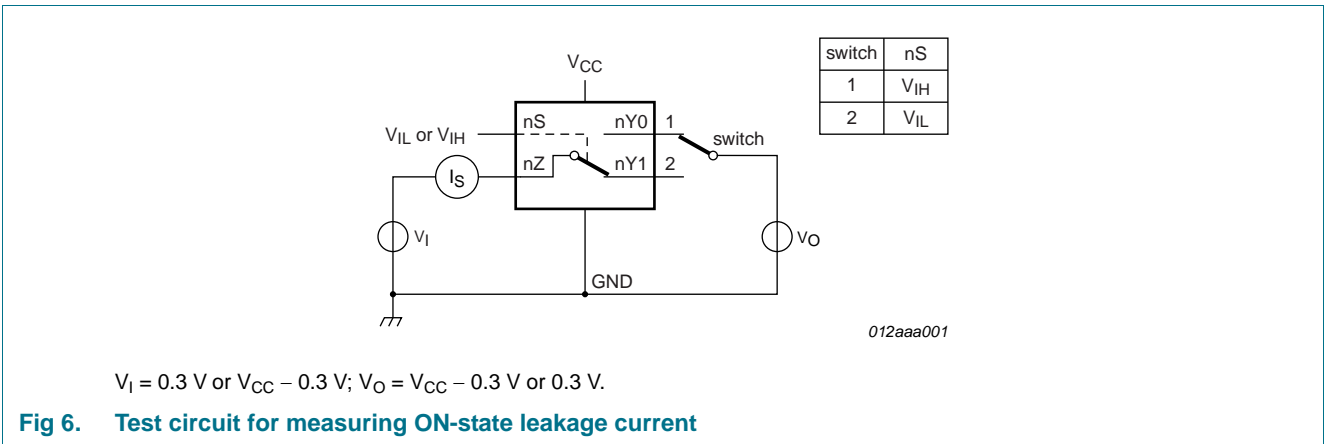 V_CC
switch nS
1 V_IH
2 V_IL
V_IL or V_IH
nS
nY0
1
switch
nZ
nY1
2
I_S
V_I
V_O
GND
012aaa001
V_I = 0.3 V or V_CC − 0.3 V; V_O = V_CC − 0.3 V or 0.3 V.
Fig 6. Test circuit for measuring ON-state leakage current